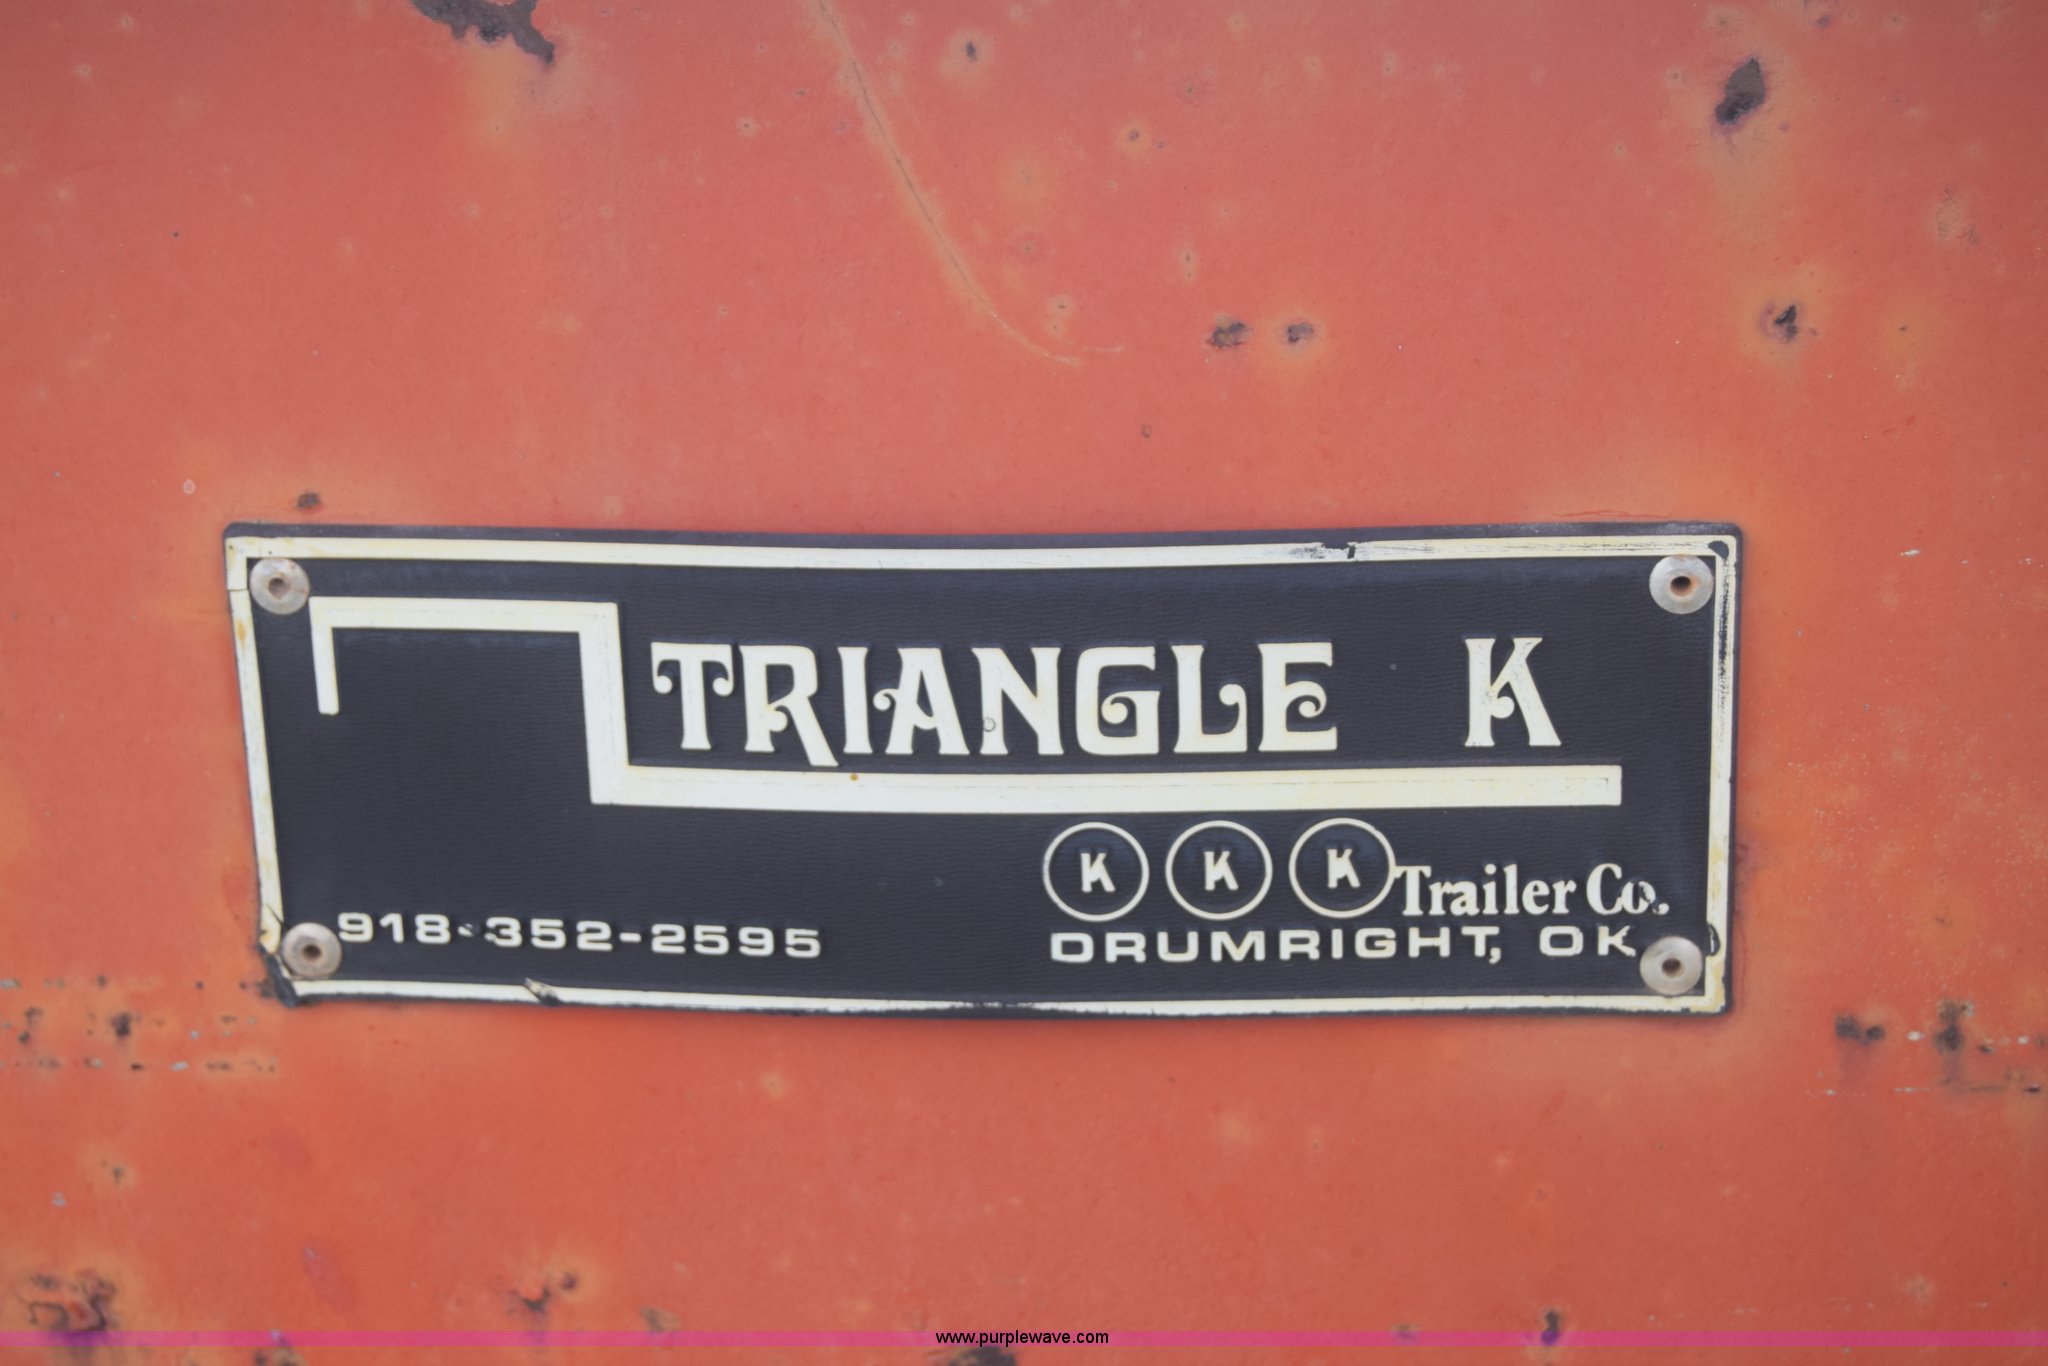 TRIANGLE K
K K K Trailer Co.
918-352-2595
DRUMRIGHT, OK
www.purplewave.com